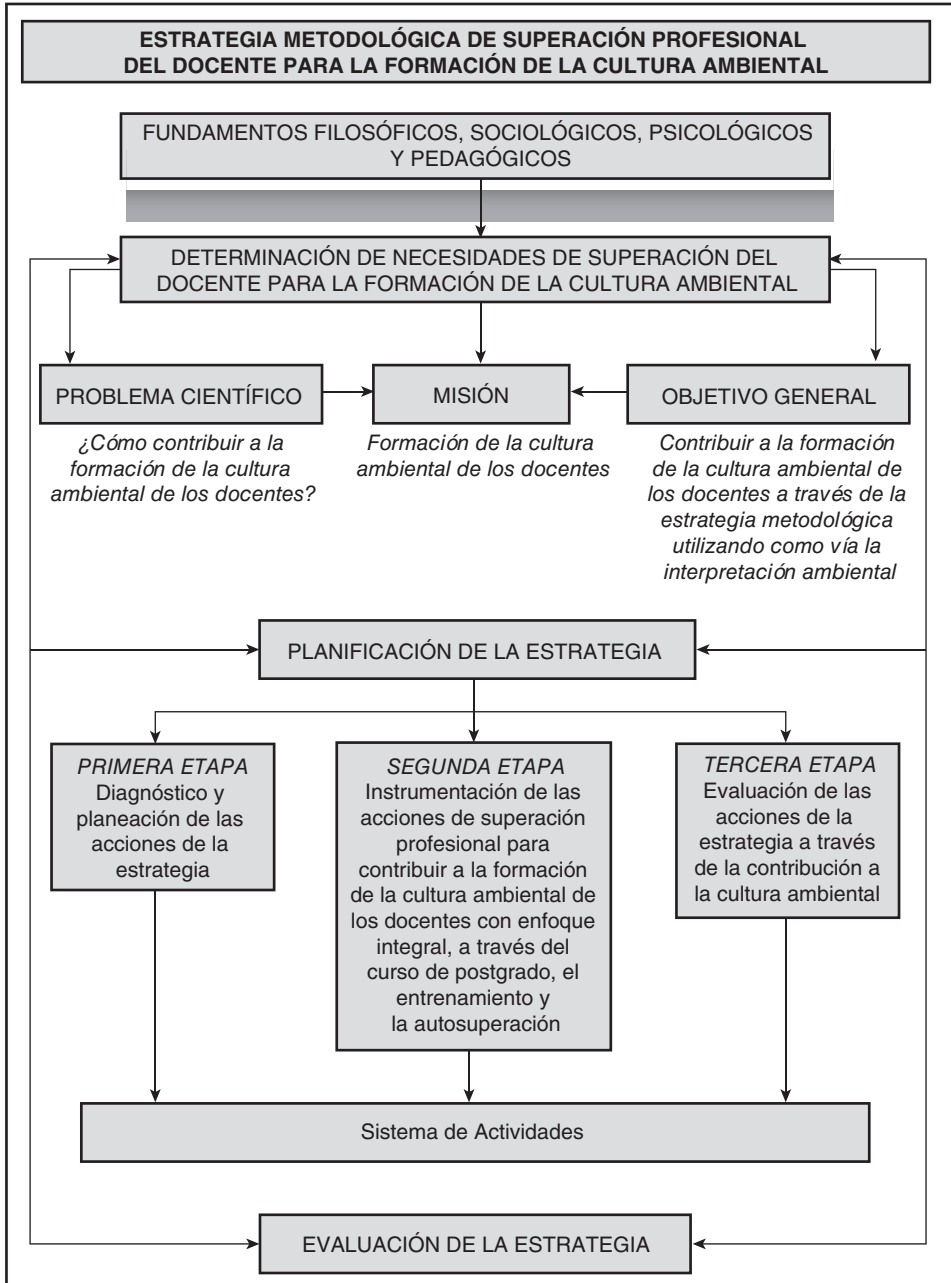 ESTRATEGIA METODOLÓGICA DE SUPERACIÓN PROFESIONAL
DEL DOCENTE PARA LA FORMACIÓN DE LA CULTURA AMBIENTAL
FUNDAMENTOS FILOSÓFICOS, SOCIOLÓGICOS, PSICOLÓGICOS
Y PEDAGÓGICOS
DETERMINACIÓN DE NECESIDADES DE SUPERACIÓN DEL
DOCENTE PARA LA FORMACIÓN DE LA CULTURA AMBIENTAL
PROBLEMA CIENTÍFICO
¿Cómo contribuir a la
formación de la cultura
ambiental de los docentes?
MISIÓN
Formación de la cultura
ambiental de los docentes
OBJETIVO GENERAL
Contribuir a la formación
de la cultura ambiental de
los docentes a través de la
estrategia metodológica
utilizando como vía la
interpretación ambiental
PLANIFICACIÓN DE LA ESTRATEGIA
PRIMERA ETAPA
Diagnóstico y
planeación de las
acciones de la
estrategia
SEGUNDA ETAPA
Instrumentación de las
acciones de superación
profesional para
contribuir a la formación
de la cultura ambiental de
los docentes con enfoque
integral, a través del
curso de postgrado, el
entrenamiento y
la autosuperación
TERCERA ETAPA
Evaluación de las
acciones de la
estrategia a través
de la contribución a
la cultura ambiental
Sistema de Actividades
EVALUACIÓN DE LA ESTRATEGIA